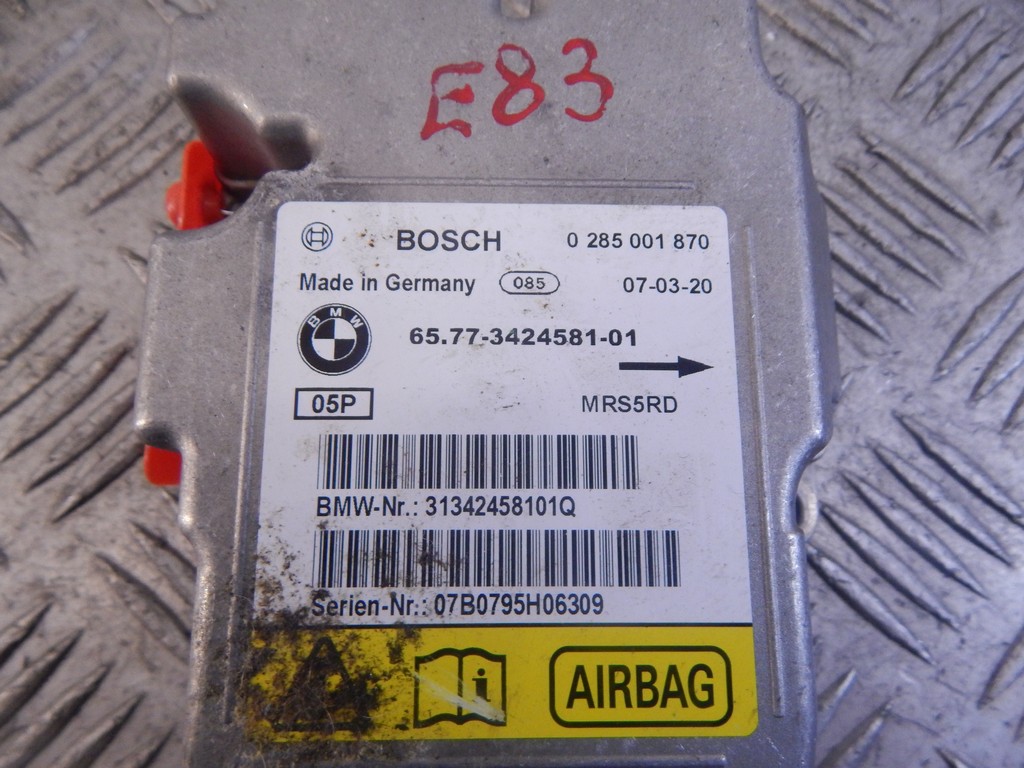 E83
BOSCH 0 285 001 870
Made in Germany 085 07-03-20
BMW 65.77-3424581-01
05P MRS5RD
BMW-Nr.: 31342458101Q
Serien-Nr.: 07B0795H06309
i AIRBAG